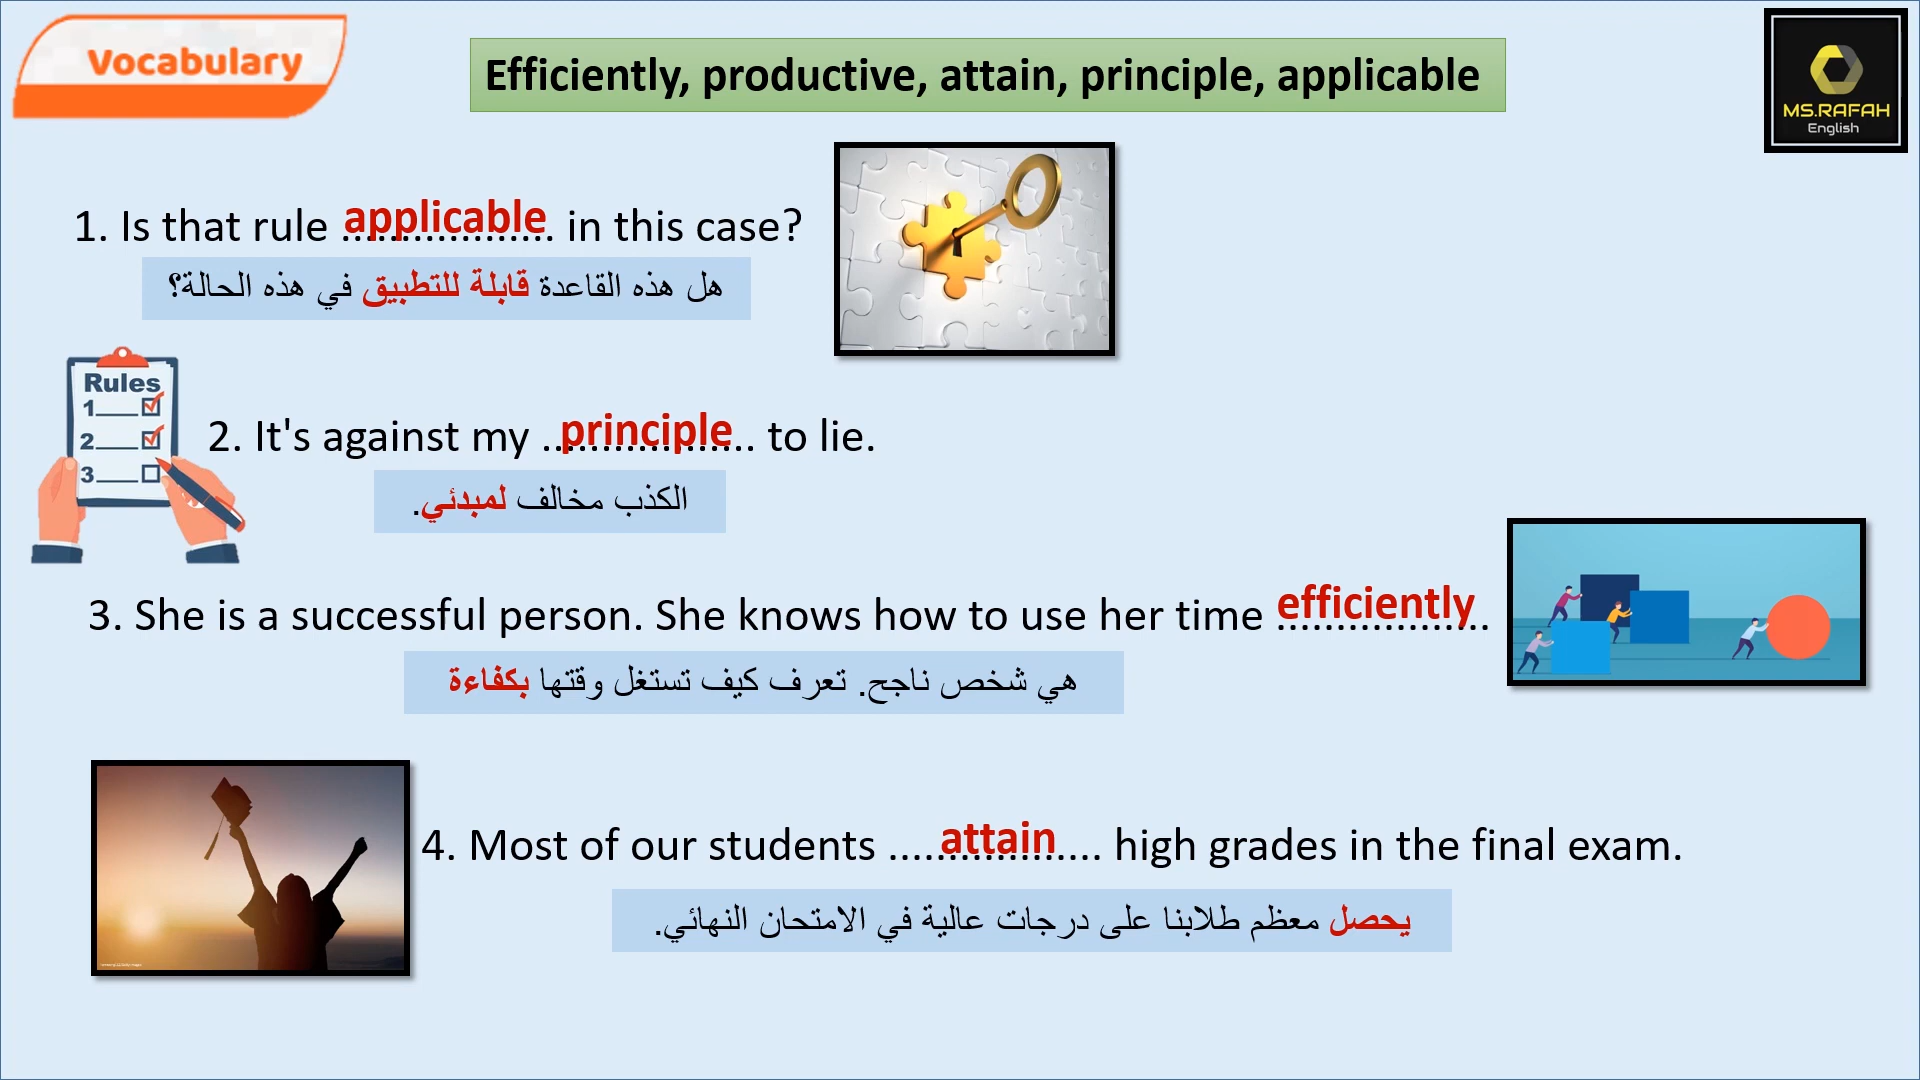 Vocabulary
Efficiently, productive, attain, principle, applicable
MS.RAFAH
English
1. Is that rule .................. in this case?
applicable
هل هذه القاعدة قابلة للتطبيق في هذه الحالة؟
Rules
1
2
3
2. It's against my .................. to lie.
principle
الكذب مخالف لمبدئي.
3. She is a successful person. She knows how to use her time ..................
efficiently
هي شخص ناجح. تعرف كيف تستغل وقتها بكفاءة
4. Most of our students .................. high grades in the final exam.
attain
يحصل معظم طلابنا على درجات عالية في الامتحان النهائي.